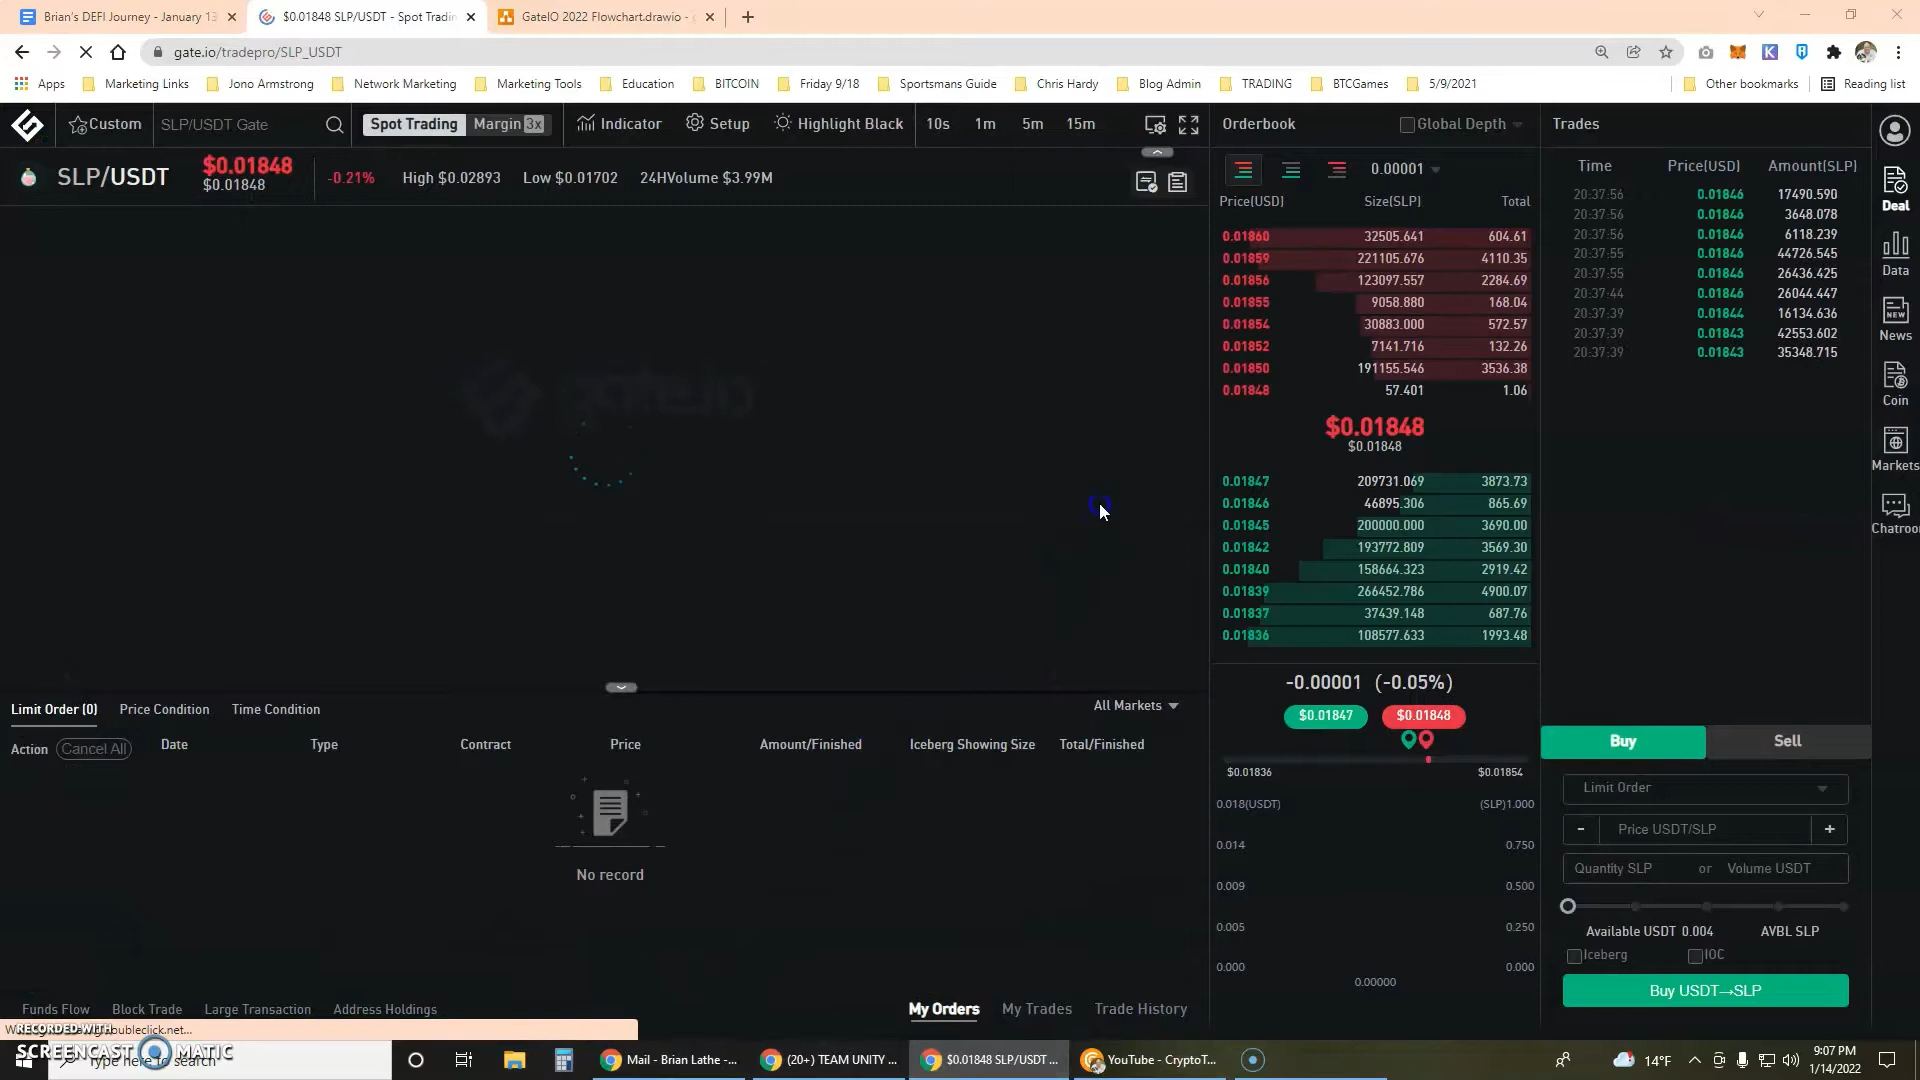 Brian's DEFI Journey - January 13
$0.01848 SLP/USDT - Spot Tradin
GateIO 2022 Flowchart.drawio -
gate.io/tradepro/SLP_USDT
Apps
Marketing Links
Jono Armstrong
Network Marketing
Marketing Tools
Education
BITCOIN
Friday 9/18
Sportsmans Guide
Chris Hardy
Blog Admin
TRADING
BTCGames
5/9/2021
Other bookmarks
Reading list
Custom
SLP/USDT Gate
Spot Trading
Margin 3x
Indicator
Setup
Highlight Black
10s
1m
5m
15m
SLP/USDT
$0.01848
$0.01848
-0.21%
High $0.02893
Low $0.01702
24HVolume $3.99M
Orderbook
Global Depth
0.00001
Price(USD) Size(SLP) Total
0.01860 32505.641 604.61
0.01859 221105.676 4110.35
0.01856 123097.557 2284.69
0.01855 9058.880 168.04
0.01854 30883.000 572.57
0.01852 7141.716 132.26
0.01850 191155.546 3536.38
0.01848 57.401 1.06
$0.01848
$0.01848
0.01847 209731.069 3873.73
0.01846 46895.306 865.69
0.01845 200000.000 3690.00
0.01842 193772.809 3569.30
0.01840 158664.323 2919.42
0.01839 266452.786 4900.07
0.01837 37439.148 687.76
0.01836 108577.633 1993.48
-0.00001 (-0.05%)
$0.01847 $0.01848
$0.01836 $0.01854
0.018(USDT) (SLP)1.000
0.014 0.750
0.009 0.500
0.005 0.250
0.000 0.000
0.00000
Trades
Time Price(USD) Amount(SLP)
20:37:56 0.01846 17490.590
20:37:56 0.01846 3648.078
20:37:56 0.01846 6118.239
20:37:55 0.01846 44726.545
20:37:55 0.01846 26436.425
20:37:44 0.01846 26044.447
20:37:39 0.01844 16134.636
20:37:39 0.01843 42553.602
20:37:39 0.01843 35348.715
Deal
Data
NEW
News
Coin
Markets
Chatroo
gate.io
Limit Order (0)
Price Condition
Time Condition
All Markets
Action Cancel All Date Type Contract Price Amount/Finished Iceberg Showing Size Total/Finished
No record
Funds Flow
Block Trade
Large Transaction
Address Holdings
My Orders
My Trades
Trade History
Buy Sell
Limit Order
- Price USDT/SLP +
Quantity SLP or Volume USDT
Available USDT 0.004 AVBL SLP
Iceberg IOC
Buy USDT→SLP
RECORDED WITH
SCREENCAST MATIC
Type here to search
Mail - Brian Lathe -...
(20+) TEAM UNITY ...
$0.01848 SLP/USDT ...
YouTube - CryptoT...
14°F
9:07 PM
1/14/2022